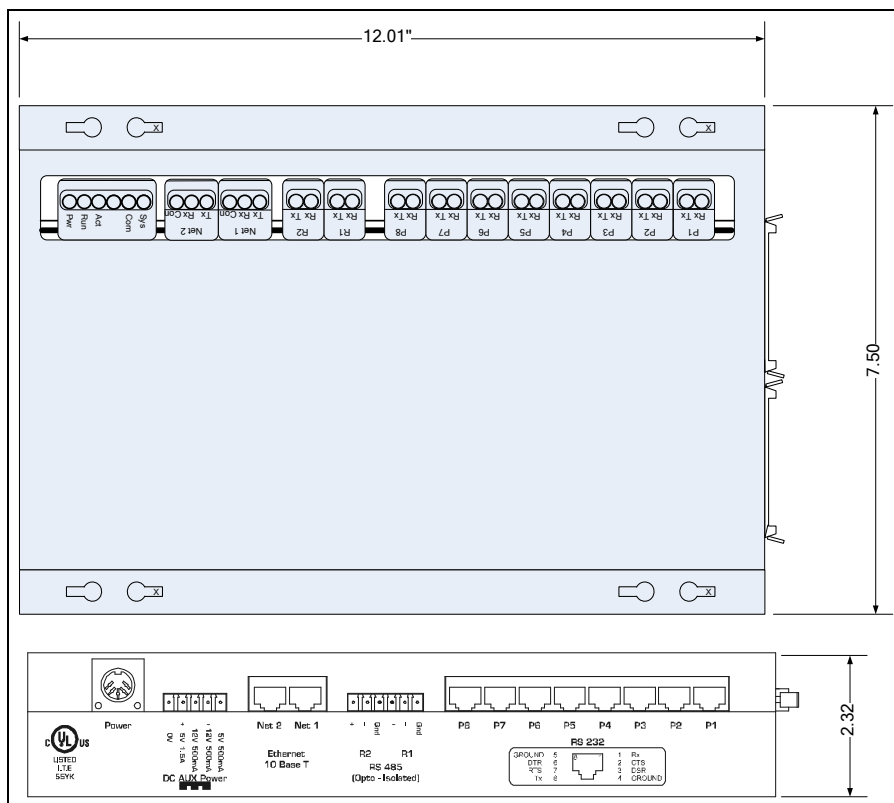 12.01"
X
X
Pwr
Run
Act
Com
Sys
Con
Rx
Tx
Net 2
Con
Rx
Tx
Net 1
Tx
Rx
R2
Tx
Rx
R1
Tx
Rx
P8
Tx
Rx
P7
Tx
Rx
P6
Tx
Rx
P5
Tx
Rx
P4
Tx
Rx
P3
Tx
Rx
P2
Tx
Rx
P1
7.50
X
X
2.32
C UL US
LISTED
I.T.E
55YK
Power
0V
+ 5V 1.5A
12V 500mA
- 12V 500mA
5V 500mA
DC AUX Power
Net 2 Net 1
Ethernet
10 Base T
+ - Gnd + - Gnd
R2 R1
RS 485
(Opto - Isolated)
P8 P7 P6 P5 P4 P3 P2 P1
RS 232
GROUND 5 1 Rx
DTR 6 2 CTS
RTS 7 3 DSR
Tx 8 4 GROUND